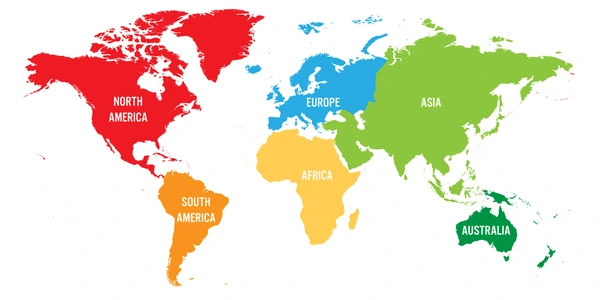 NORTH
AMERICA
EUROPE
ASIA
AFRICA
SOUTH
AMERICA
AUSTRALIA